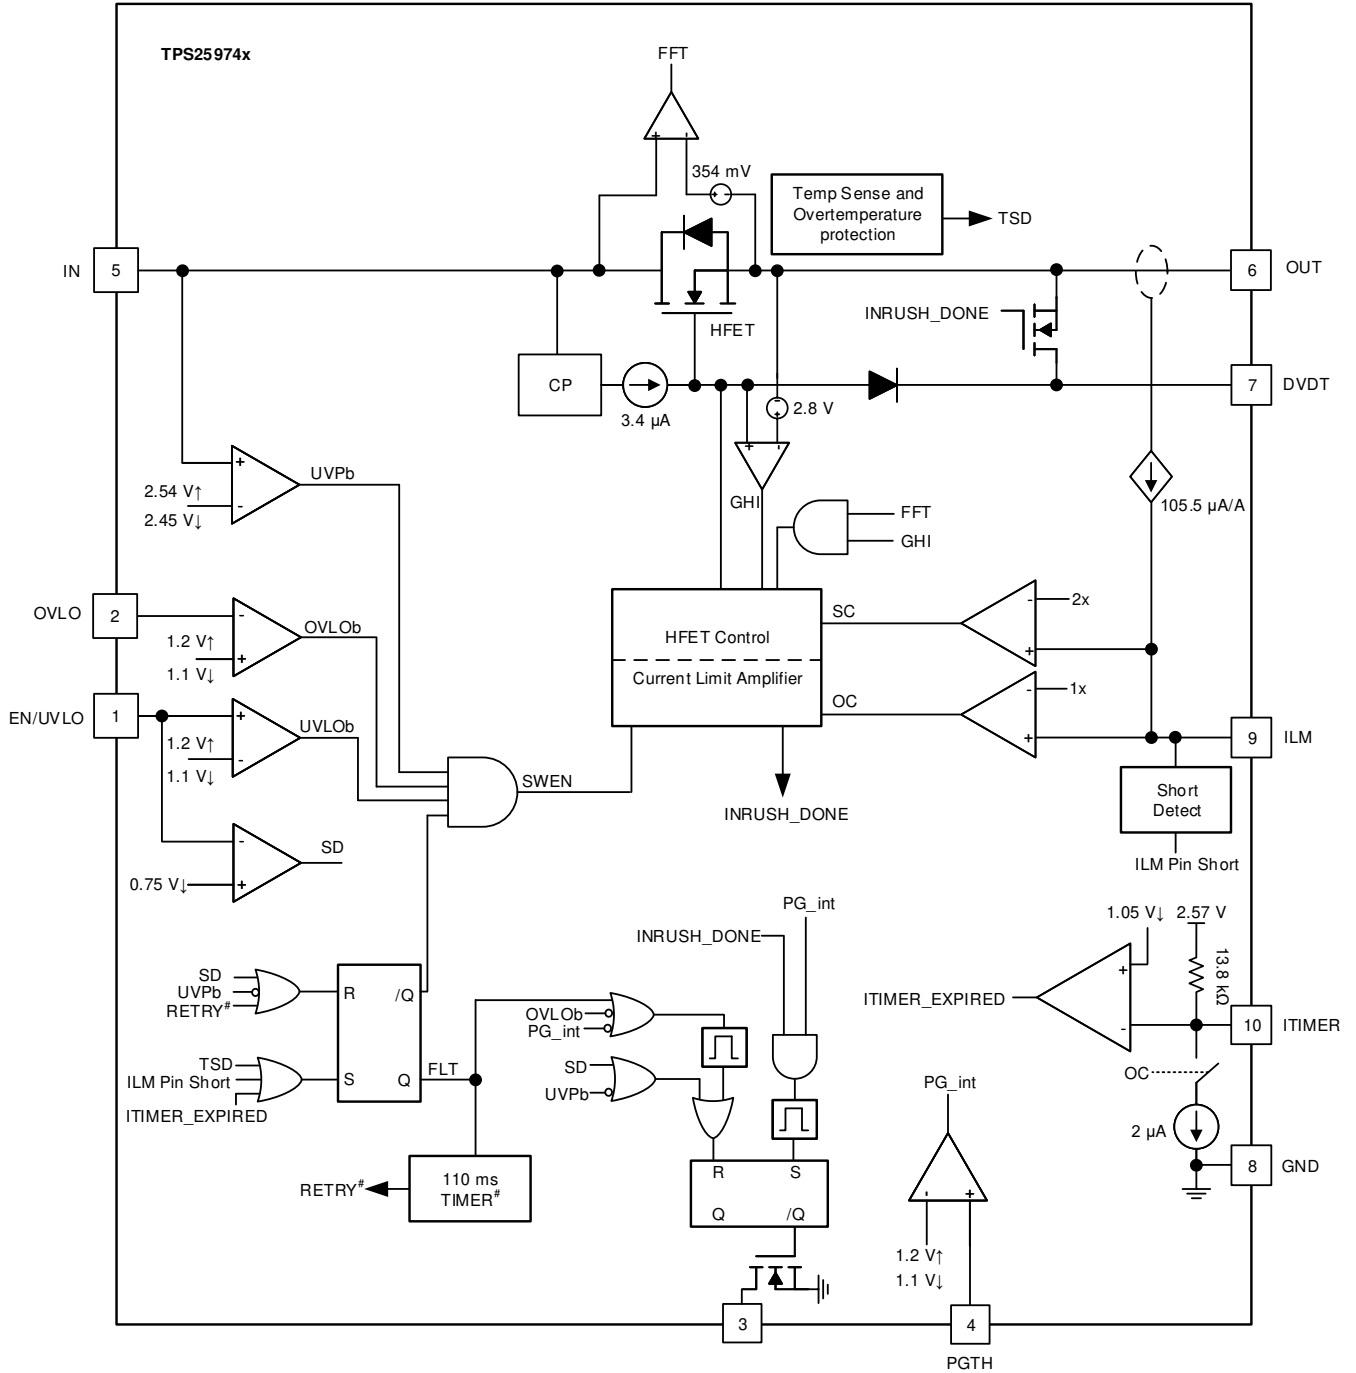 TPS25974x
FFT
+
-
354 mV
+
-
Temp Sense and
Overtemperature
protection
TSD
IN
5
6
OUT
INRUSH_DONE
HFET
CP
3.4 µA
-
+
2.8 V
7
DVDT
+
-
GHI
+
-
UVPb
2.54 V↑
2.45 V↓
105.5 µA/A
FFT
GHI
OVLO
2
-
+
OVLOb
1.2 V↑
1.1 V↓
HFET Control
Current Limit Amplifier
SC
-
+
2x
OC
-
+
1x
EN/UVLO
1
+
-
UVLOb
1.2 V↑
1.1 V↓
9
ILM
SWEN
INRUSH_DONE
Short
Detect
ILM Pin Short
-
+
SD
0.75 V↓
PG_int
INRUSH_DONE
1.05 V↓
2.57 V
13.8 kΩ
+
-
ITIMER_EXPIRED
10
ITIMER
SD
UVPb
RETRY#
R
/Q
S
Q
FLT
TSD
ILM Pin Short
ITIMER_EXPIRED
OVLOb
PG_int
SD
UVPb
PG_int
OC
2 µA
8
GND
110 ms
TIMER#
RETRY#
R
S
Q
/Q
-
+
1.2 V↑
1.1 V↓
3
4
PGTH